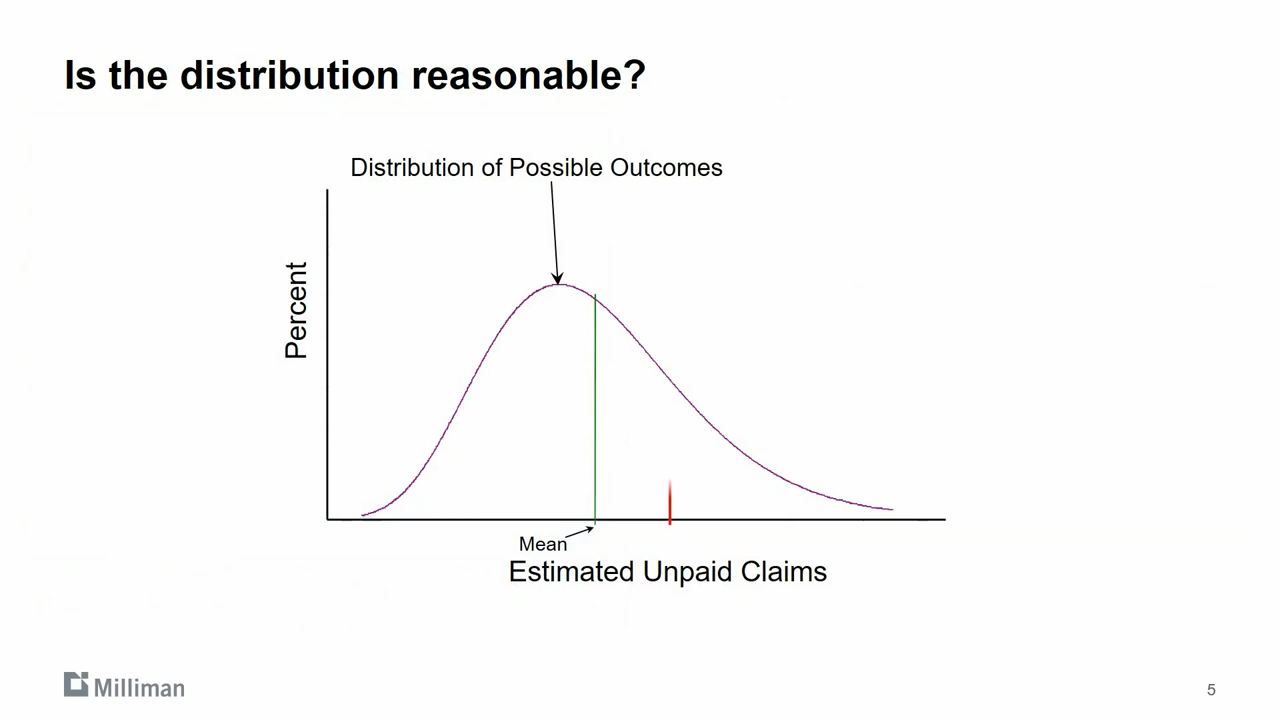 Is the distribution reasonable?
Distribution of Possible Outcomes
Percent
Mean
Estimated Unpaid Claims
Milliman
5